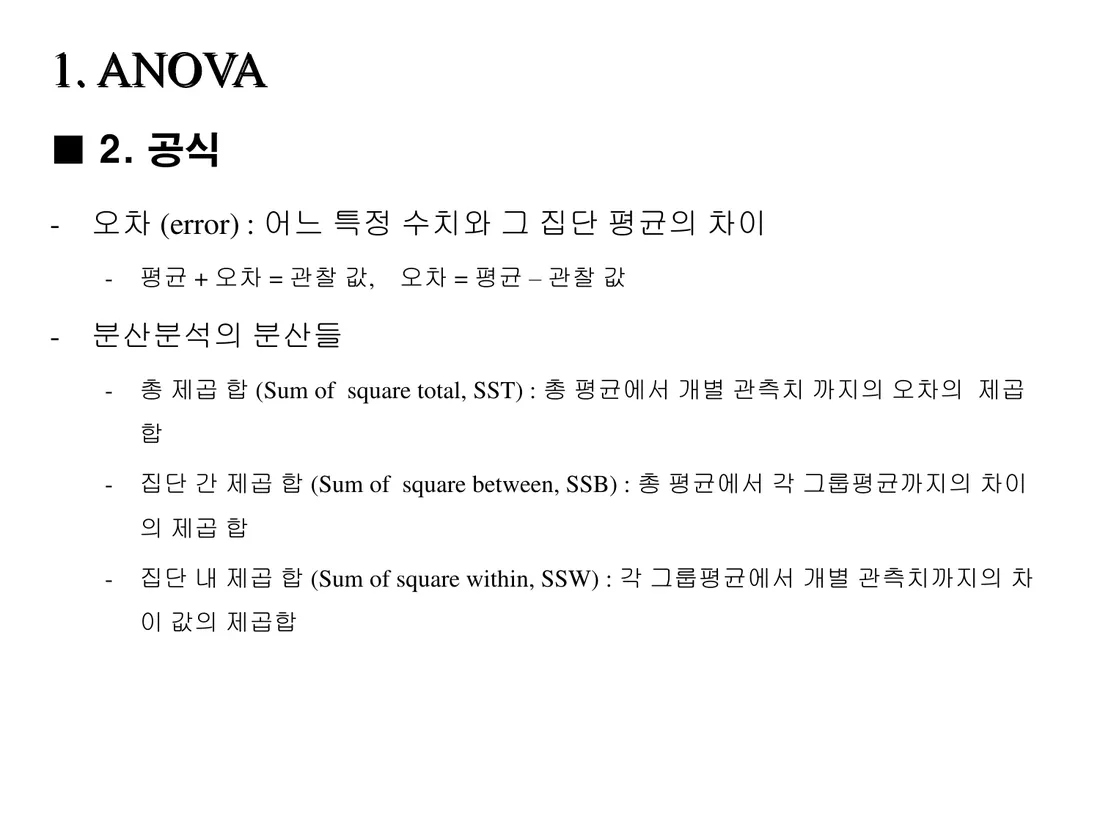 1. ANOVA
■ 2. 공식
- 오차 (error) : 어느 특정 수치와 그 집단 평균의 차이
- 평균 + 오차 = 관찰 값, 오차 = 평균 – 관찰 값
- 분산분석의 분산들
- 총 제곱 합 (Sum of square total, SST) : 총 평균에서 개별 관측치 까지의 오차의 제곱
합
- 집단 간 제곱 합 (Sum of square between, SSB) : 총 평균에서 각 그룹평균까지의 차이
의 제곱 합
- 집단 내 제곱 합 (Sum of square within, SSW) : 각 그룹평균에서 개별 관측치까지의 차
이 값의 제곱합